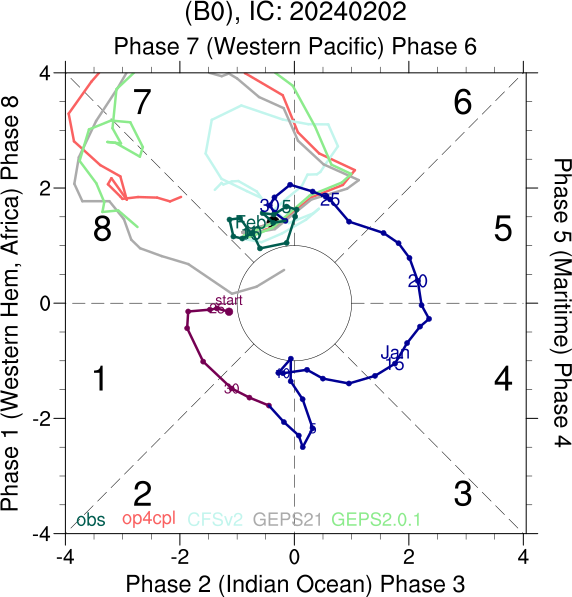 (B0), IC: 20240202
Phase 7 (Western Pacific) Phase 6
Phase 1 (Western Hem, Africa) Phase 8
Phase 5 (Maritime) Phase 4
4
2
0
-2
-4
7
6
8
5
1
4
2
3
305
25
Feb
20
start
Jan
15
30
5
obs
op4cpl
CFSv2
GEPS21
GEPS2.0.1
-4
-2
0
2
4
Phase 2 (Indian Ocean) Phase 3